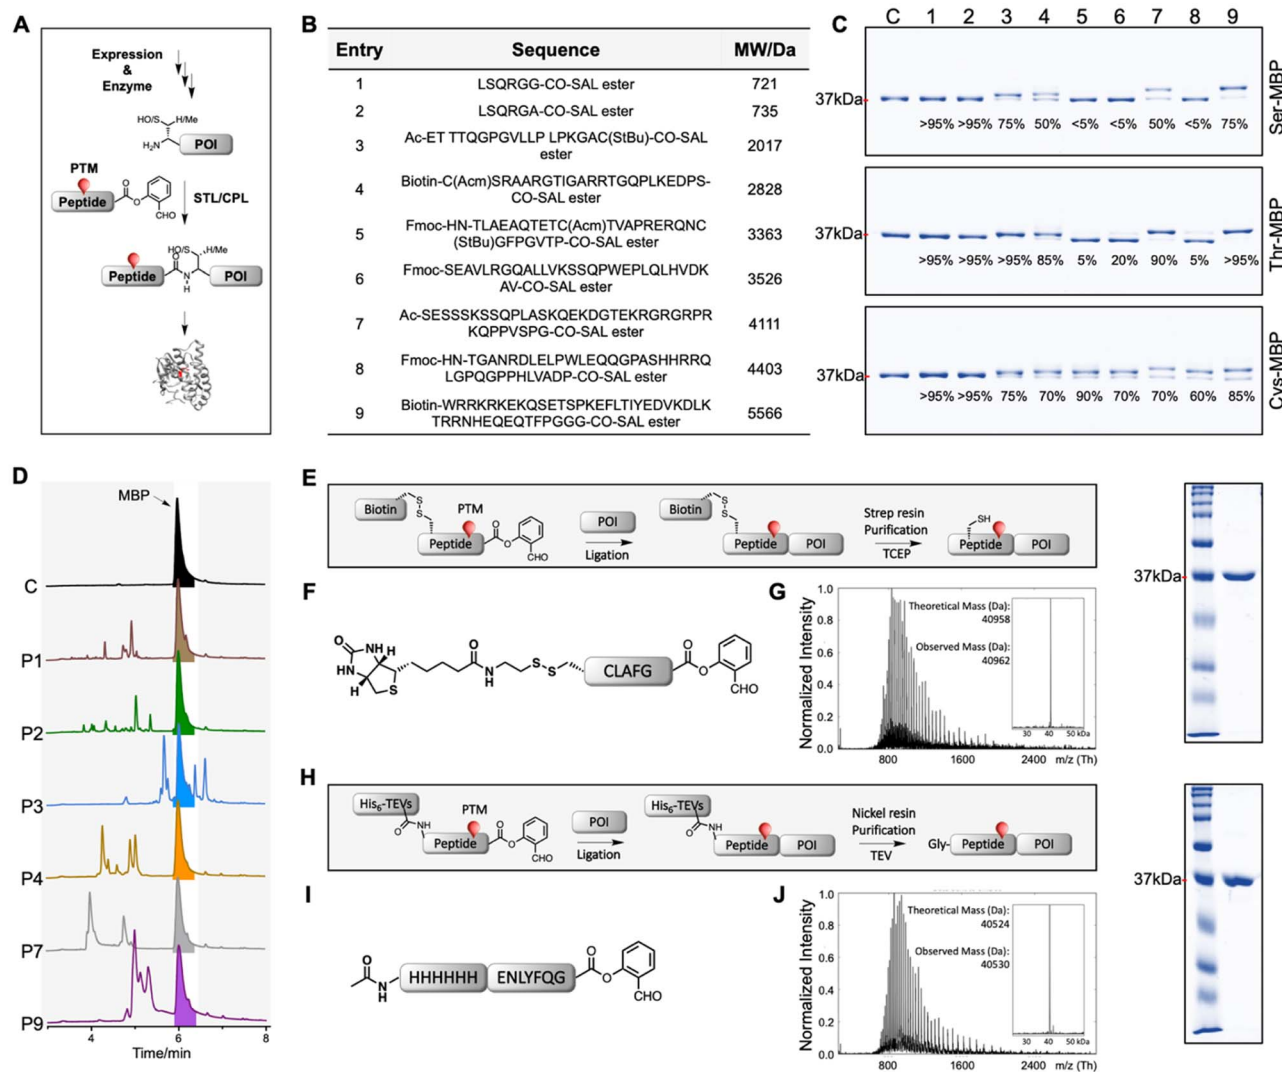 A
Expression
&
Enzyme
HO/S H/Me
H₂N
POI
PTM
Peptide
O
O
CHO
STL/CPL
HO/S H/Me
O
Peptide
N
H
POI
B
Entry Sequence MW/Da
1 LSQRGG-CO-SAL ester 721
2 LSQRGA-CO-SAL ester 735
3 Ac-ET TTQGPGVLLP LPKGAC(StBu)-CO-SAL
ester 2017
4 Biotin-C(Acm)SRAARGTIGARRTGQPLKEDPS-
CO-SAL ester 2828
5 Fmoc-HN-TLAEAQTETC(Acm)TVAPRERQNC
(StBu)GFPGVTP-CO-SAL ester 3363
6 Fmoc-SEAVLRGQALLVKSSQPWEPLQLHVDK
AV-CO-SAL ester 3526
7 Ac-SESSSKSSQPLASKQEKDGTEKRGRGRPR
KQPPVSPG-CO-SAL ester 4111
8 Fmoc-HN-TGANRDLELPWLEQQGPASHHRRQ
LGPQGPPHLVADP-CO-SAL ester 4403
9 Biotin-WRRKRKEKQSETSPKEFLTIYEDVKDLK
TRRNHEQEQTFPGGG-CO-SAL ester 5566
C
C 1 2 3 4 5 6 7 8 9
37kDa
>95% >95% 75% 50% <5% <5% 50% <5% 75%
Ser-MBP
37kDa
>95% >95% >95% 85% 5% 20% 90% 5% >95%
Thr-MBP
37kDa
>95% >95% 75% 70% 90% 70% 70% 60% 85%
Cys-MBP
D
MBP
C
P1
P2
P3
P4
P7
P9
4 6 8
Time/min
E
Biotin
S
S
PTM
Peptide
O
O
CHO
POI
Ligation
Biotin
S
S
Peptide
POI
Strep resin
Purification
TCEP
SH
Peptide
POI
37kDa
F
O
NH
HN
H
H
S
O
N
H
S
S
CLAFG
O
O
CHO
G
Normalized Intensity
1.0
0.8
0.6
0.4
0.2
0.0
800 1600 2400 m/z (Th)
Theoretical Mass (Da):
40958
Observed Mass (Da):
40962
30 40 50 kDa
H
His₆-TEVs
O
NH
PTM
Peptide
O
O
CHO
POI
Ligation
His₆-TEVs
O
NH
Peptide
POI
Nickel resin
Purification
TEV
Gly-
Peptide
POI
37kDa
I
O
N
H
HHHHHH
ENLYFQG
O
O
CHO
J
Normalized Intensity
1.0
0.8
0.6
0.4
0.2
0.0
800 1600 2400 m/z (Th)
Theoretical Mass (Da):
40524
Observed Mass (Da):
40530
30 40 50 kDa